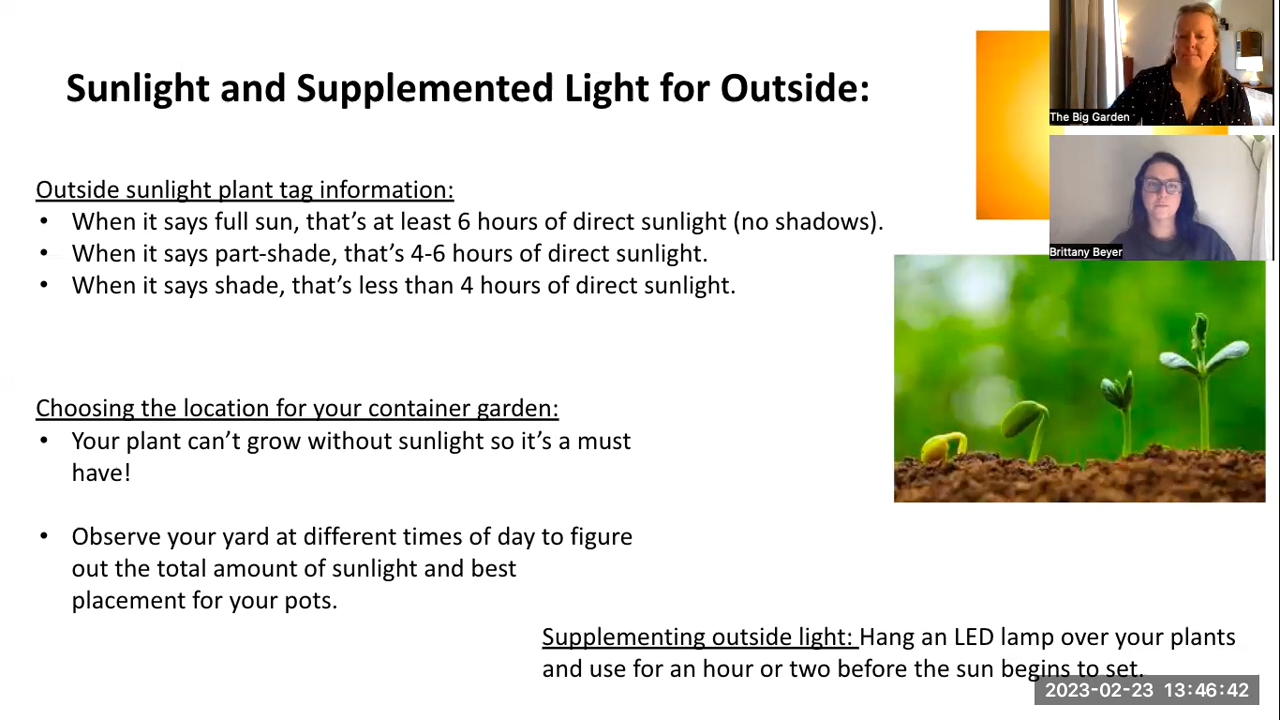 Sunlight and Supplemented Light for Outside:
The Big Garden
Brittany Beyer
Outside sunlight plant tag information:
• When it says full sun, that’s at least 6 hours of direct sunlight (no shadows).
• When it says part-shade, that’s 4-6 hours of direct sunlight.
• When it says shade, that’s less than 4 hours of direct sunlight.
Choosing the location for your container garden:
• Your plant can’t grow without sunlight so it’s a must
have!
• Observe your yard at different times of day to figure
out the total amount of sunlight and best
placement for your pots.
Supplementing outside light: Hang an LED lamp over your plants
and use for an hour or two before the sun begins to set.
2023-02-23 13:46:42